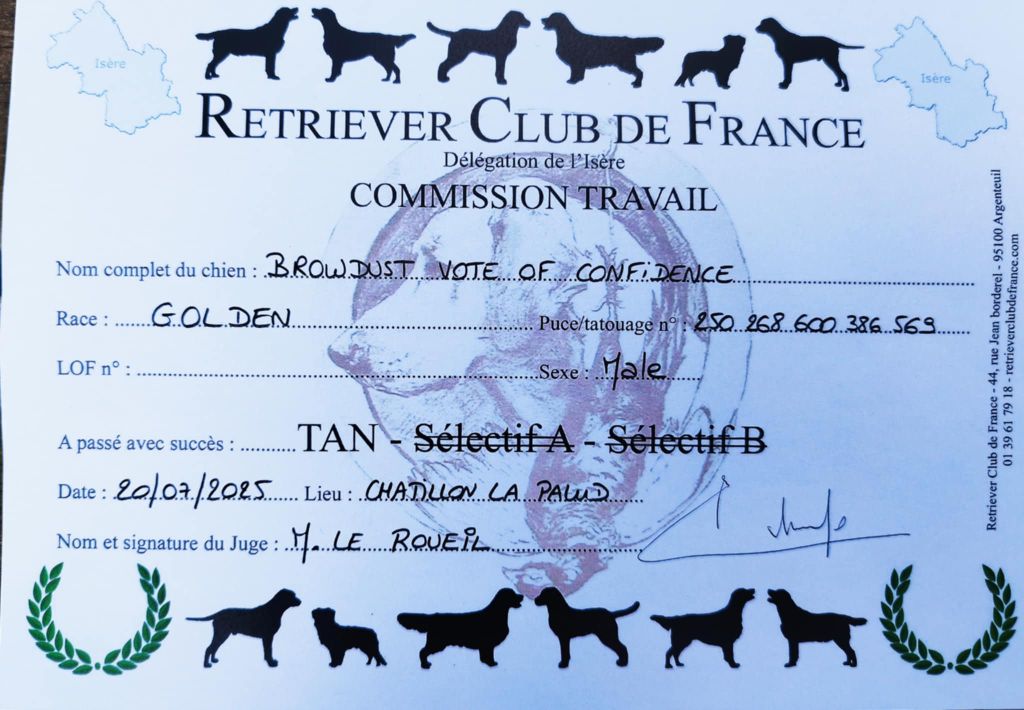 Isère
Isère
RETRIEVER CLUB DE FRANCE
Délégation de l'Isère
COMMISSION TRAVAIL
Nom complet du chien : BROWDUST VOTE OF CONFIDENCE
Race : GOLDEN Puce/tatouage n° : 250 268 600 386 569
LOF n° : Sexe : Male
A passé avec succès : TAN - Sélectif A - Sélectif B
Date : 20/07/2025 Lieu : CHATILLON LA PALUD
Nom et signature du Juge : M. LE ROUEIL
Retriever Club de France - 44, rue Jean borderel - 95100 Argenteuil
01 39 61 79 18 - retrieverclubdefrance.com